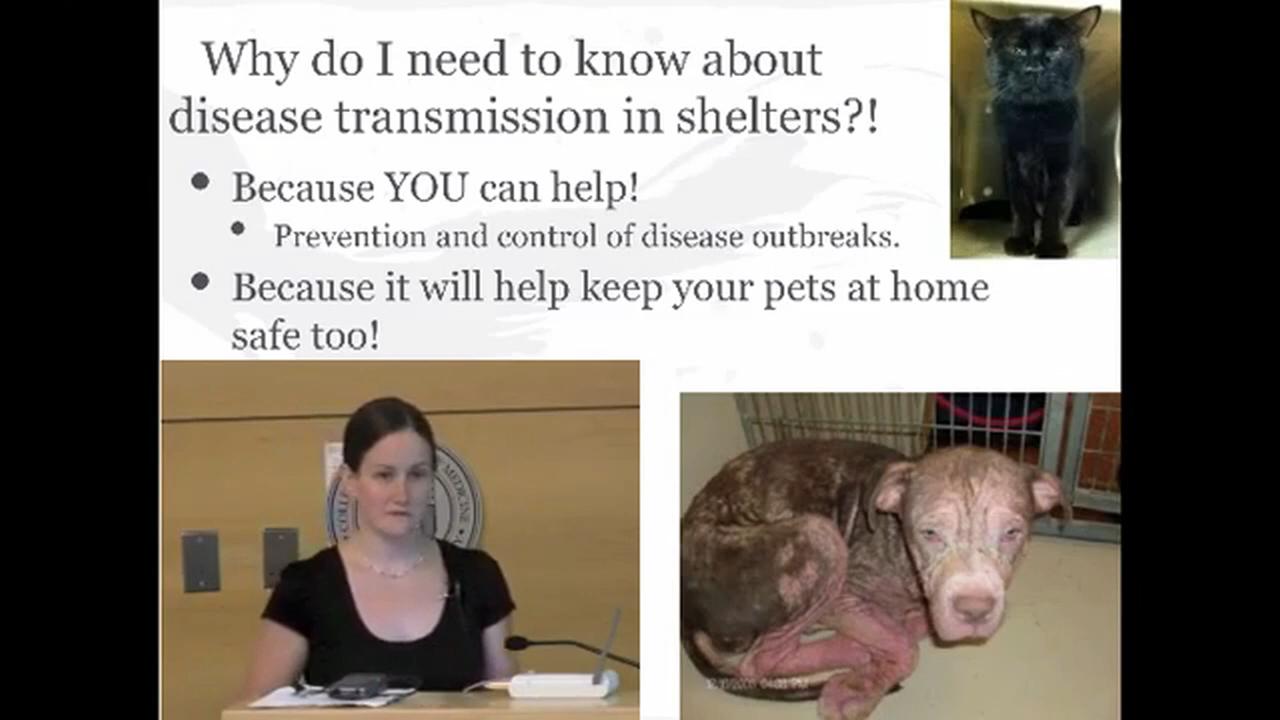 Why do I need to know about
disease transmission in shelters?!
Because YOU can help!
Prevention and control of disease outbreaks.
Because it will help keep your pets at home
safe too!
MEDICINE